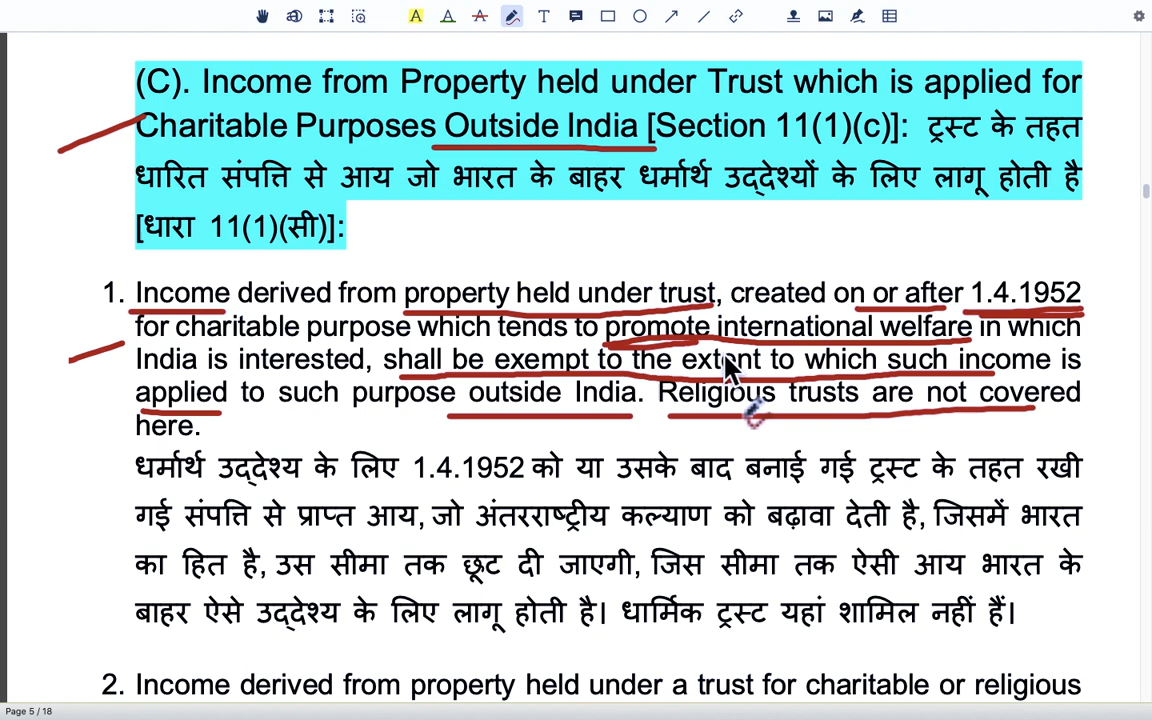 (C). Income from Property held under Trust which is applied for
Charitable Purposes Outside India [Section 11(1)(c)]: ट्रस्ट के तहत
धारित संपत्ति से आय जो भारत के बाहर धर्मार्थ उद्देश्यों के लिए लागू होती है
[धारा 11(1)(सी)]:
1. Income derived from property held under trust, created on or after 1.4.1952
for charitable purpose which tends to promote international welfare in which
India is interested, shall be exempt to the extent to which such income is
applied to such purpose outside India. Religious trusts are not covered
here.
धर्मार्थ उद्देश्य के लिए 1.4.1952 को या उसके बाद बनाई गई ट्रस्ट के तहत रखी
गई संपत्ति से प्राप्त आय, जो अंतरराष्ट्रीय कल्याण को बढ़ावा देती है, जिसमें भारत
का हित है, उस सीमा तक छूट दी जाएगी, जिस सीमा तक ऐसी आय भारत के
बाहर ऐसे उद्देश्य के लिए लागू होती है। धार्मिक ट्रस्ट यहां शामिल नहीं हैं।
2. Income derived from property held under a trust for charitable or religious
Page 5 / 18